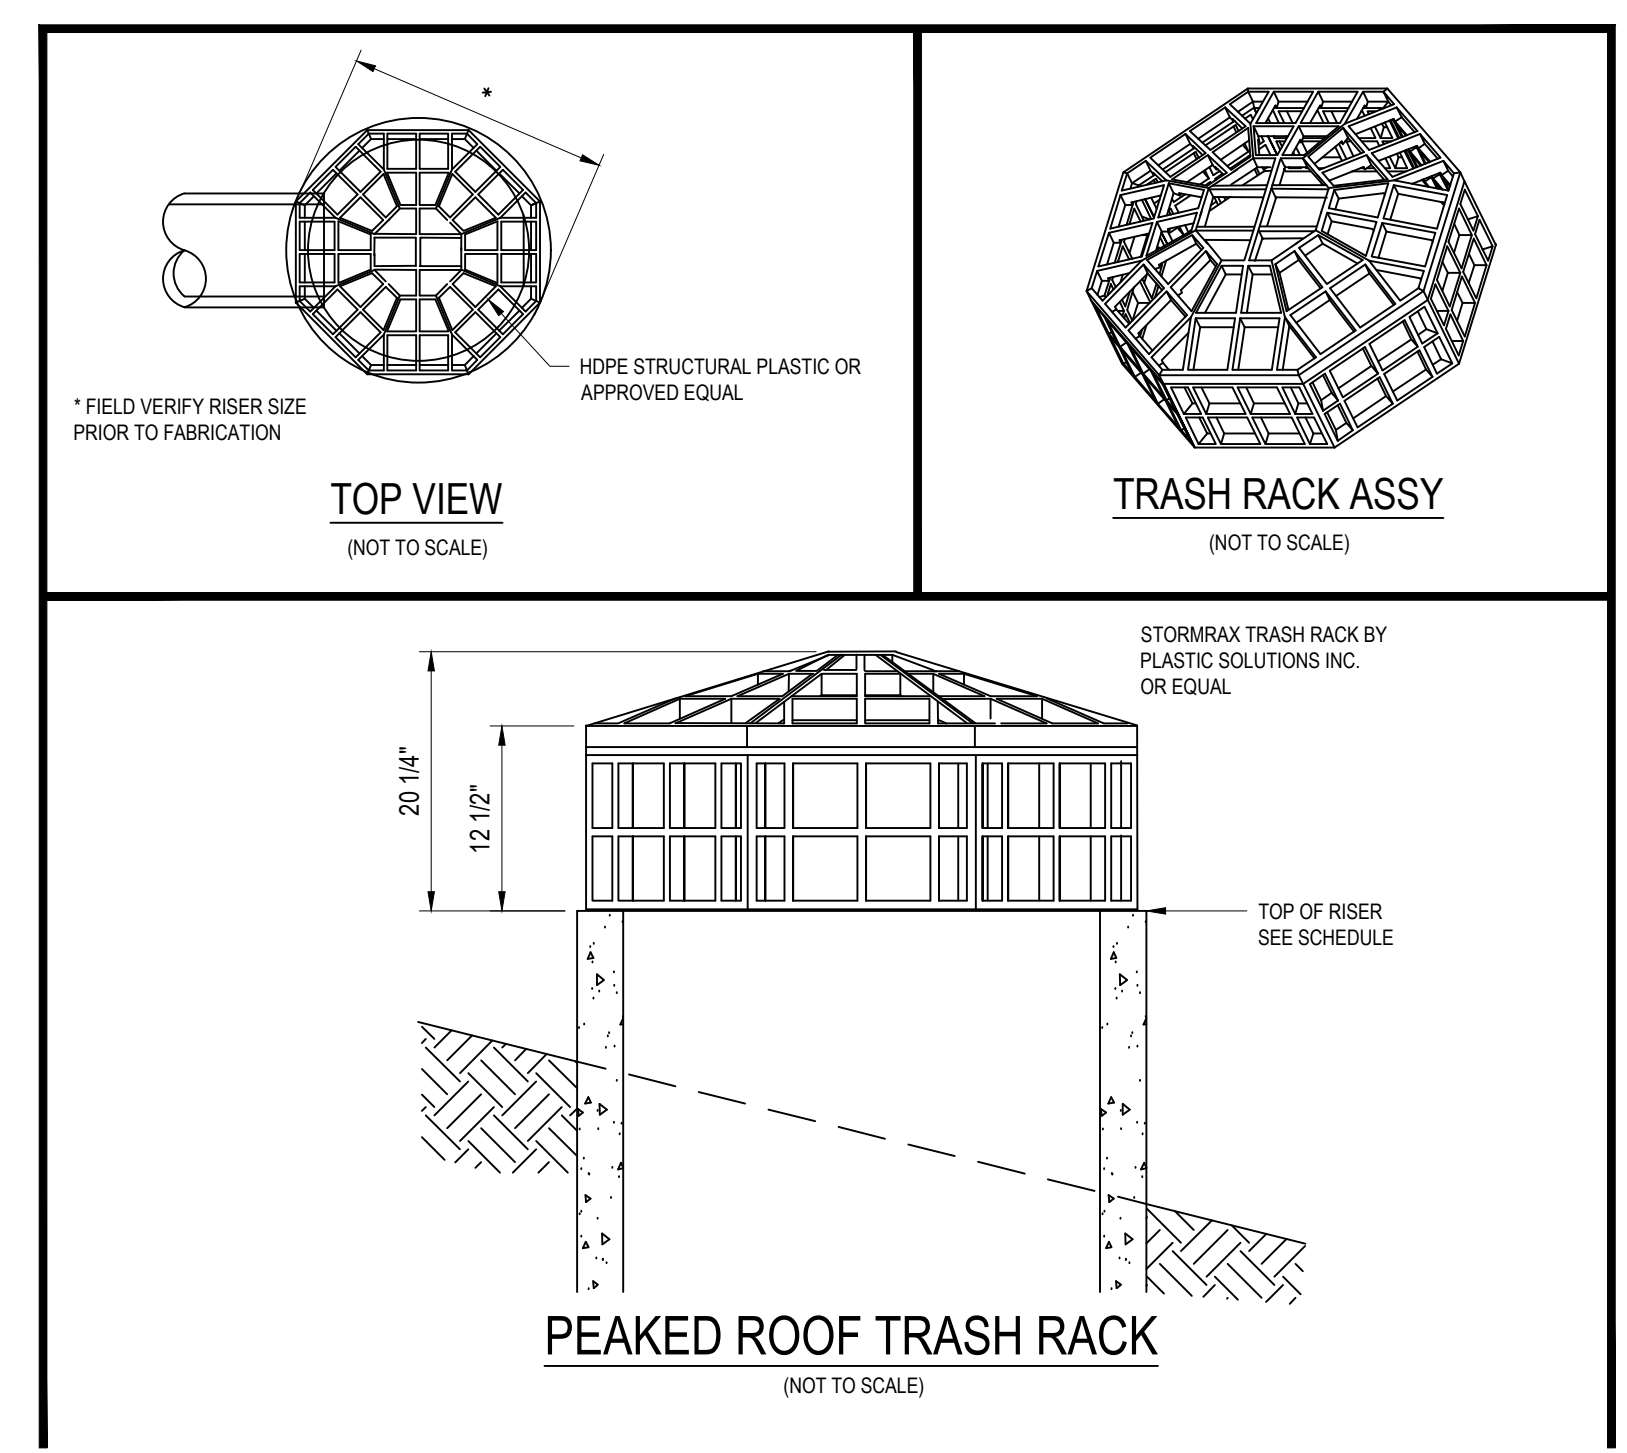 *
HDPE STRUCTURAL PLASTIC OR
APPROVED EQUAL
* FIELD VERIFY RISER SIZE
PRIOR TO FABRICATION
TOP VIEW
(NOT TO SCALE)
TRASH RACK ASSY
(NOT TO SCALE)
STORMRAX TRASH RACK BY
PLASTIC SOLUTIONS INC.
OR EQUAL
20 1/4"
12 1/2"
TOP OF RISER
SEE SCHEDULE
PEAKED ROOF TRASH RACK
(NOT TO SCALE)